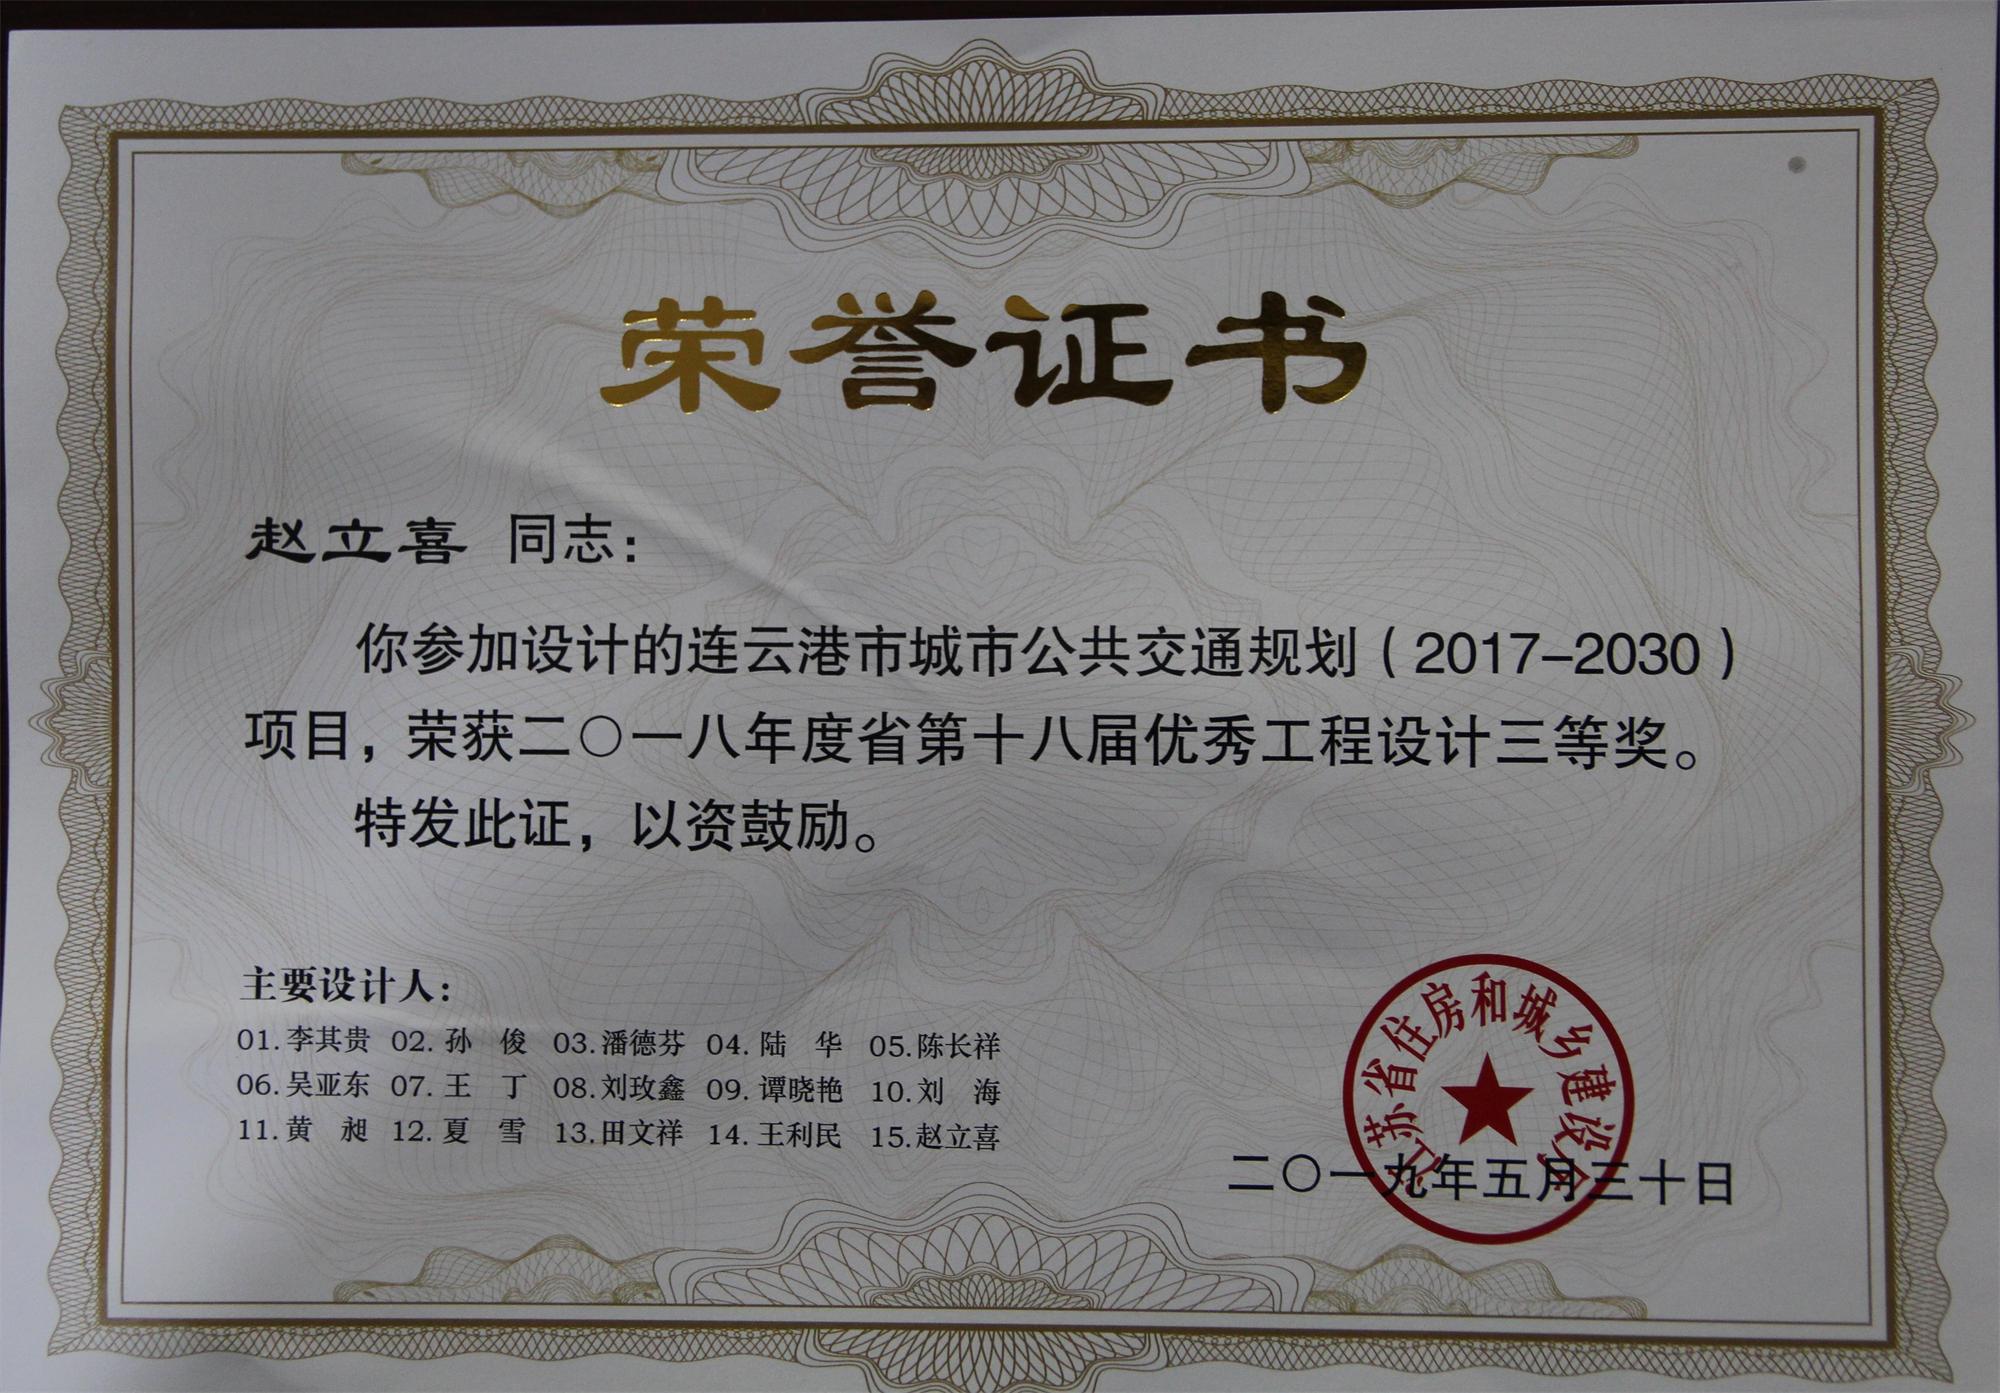 荣誉证书
赵立喜 同志：
你参加设计的连云港市城市公共交通规划（2017-2030）
项目，荣获二〇一八年度省第十八届优秀工程设计三等奖。
特发此证，以资鼓励。
主要设计人：
01.李其贵 02.孙 俊 03.潘德芬 04.陆 华 05.陈长祥
06.吴亚东 07.王 丁 08.刘玫鑫 09.谭晓艳 10.刘 海
11.黄 昶 12.夏 雪 13.田文祥 14.王利民 15.赵立喜
江苏省住房和城乡建设厅
二〇一九年五月三十日